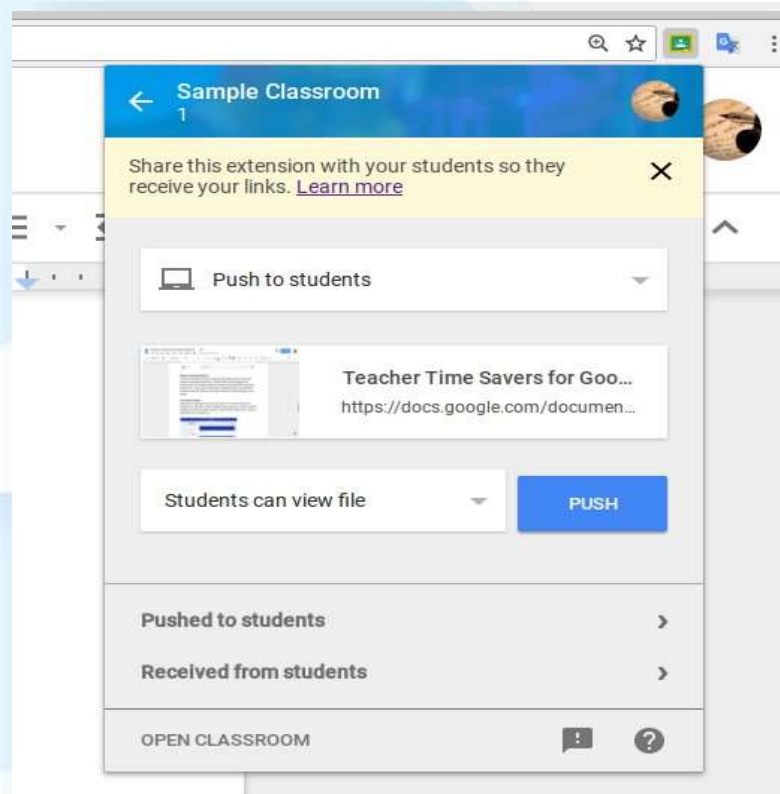 Sample Classroom
1
Share this extension with your students so they
receive your links. Learn more
Push to students
Teacher Time Savers for Goo...
https://docs.google.com/documen...
Students can view file
PUSH
Pushed to students
Received from students
OPEN CLASSROOM